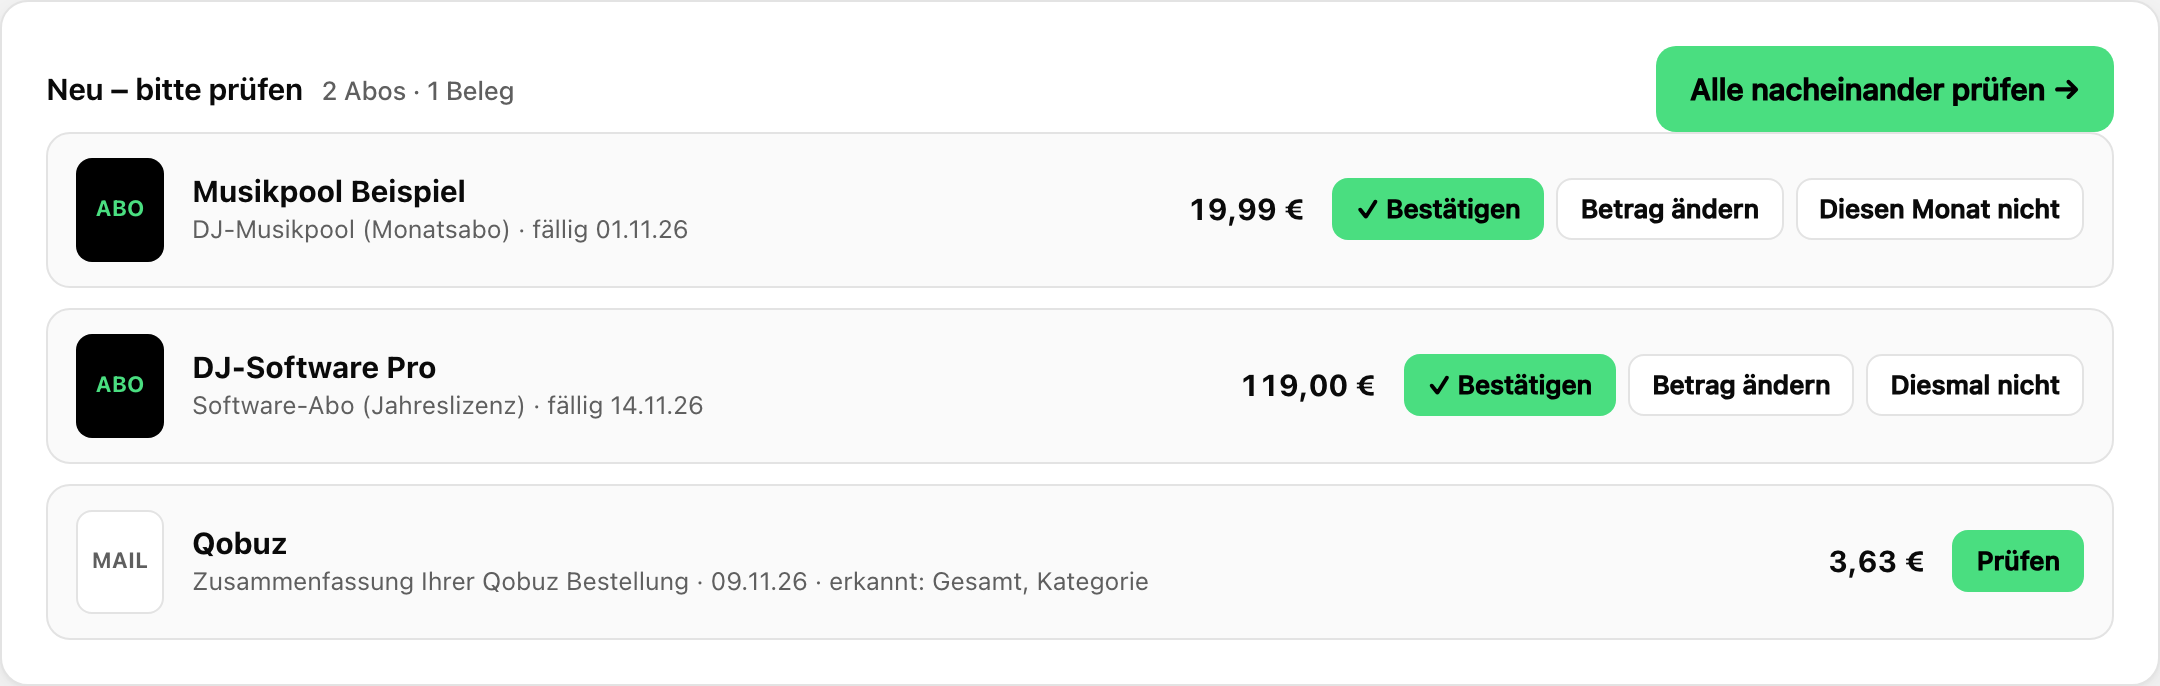 Neu – bitte prüfen 2 Abos · 1 Beleg
Alle nacheinander prüfen →
ABO
Musikpool Beispiel
DJ-Musikpool (Monatsabo) · fällig 01.11.26
19,99 €
✓ Bestätigen
Betrag ändern
Diesen Monat nicht
ABO
DJ-Software Pro
Software-Abo (Jahreslizenz) · fällig 14.11.26
119,00 €
✓ Bestätigen
Betrag ändern
Diesmal nicht
MAIL
Qobuz
Zusammenfassung Ihrer Qobuz Bestellung · 09.11.26 · erkannt: Gesamt, Kategorie
3,63 €
Prüfen